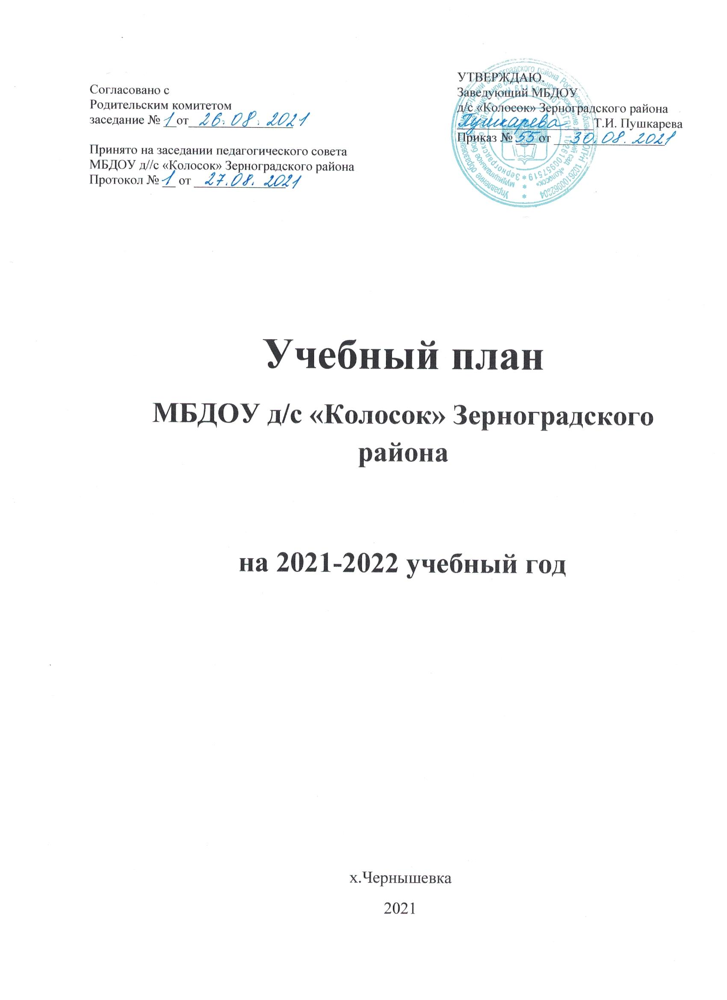 Согласовано с
Родительским комитетом
заседание № 1 от 26.08.2021
Принято на заседании педагогического совета
МБДОУ д//с «Колосок» Зерноградского района
Протокол № 1 от 27.08.2021
УТВЕРЖДАЮ.
Заведующий МБДОУ
д/с «Колосок» Зерноградского района
Пушкарева Т.И. Пушкарева
Приказ № 55 от 30.08.2021
Учебный план
МБДОУ д/с «Колосок» Зерноградского
района
на 2021-2022 учебный год
х.Чернышевка
2021